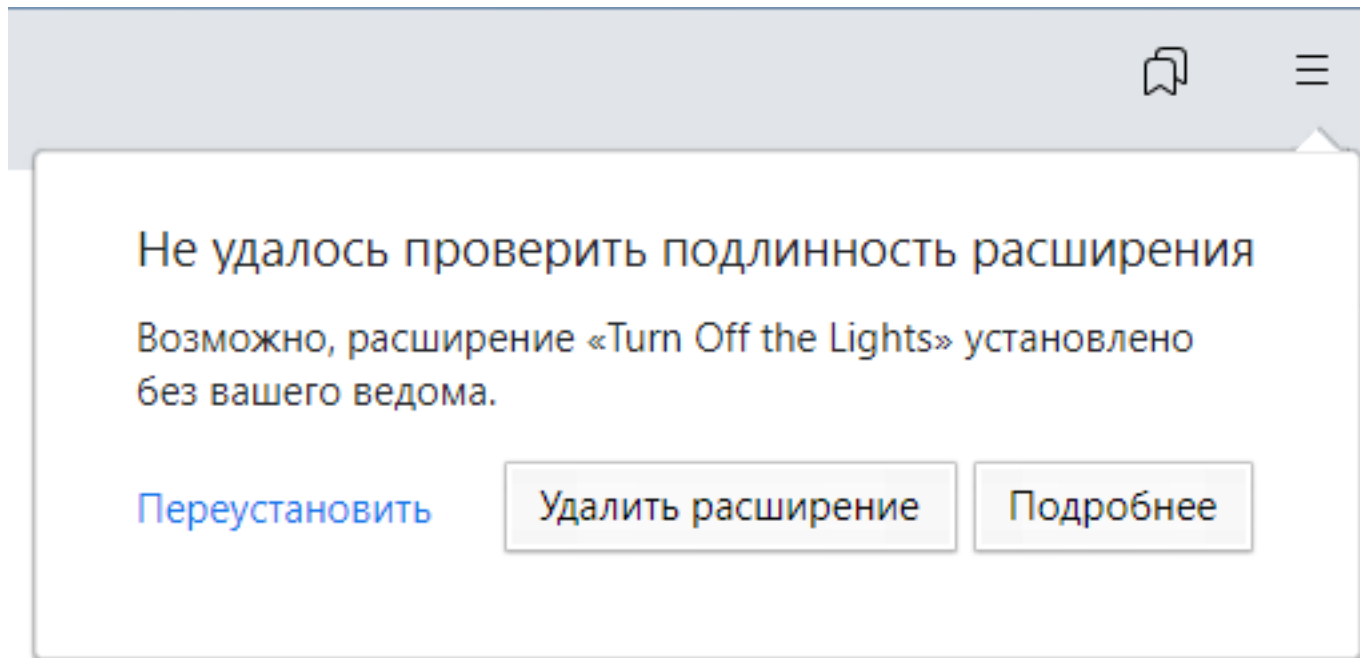 Не удалось проверить подлинность расширения
Возможно, расширение «Turn Off the Lights» установлено
без вашего ведома.
Переустановить Удалить расширение Подробнее